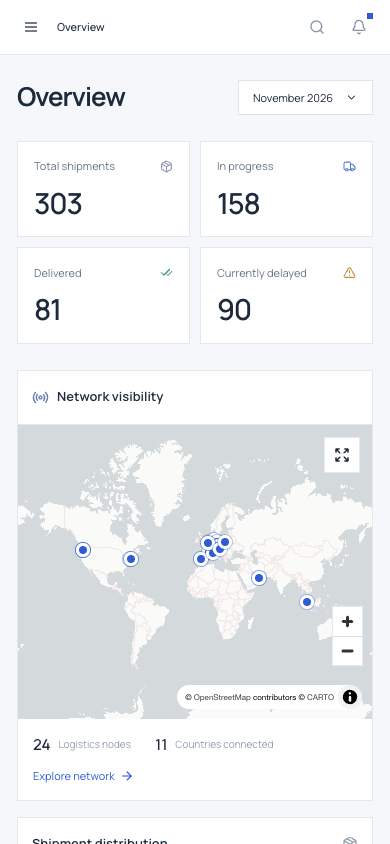 Overview
Overview
November 2026
Total shipments
303
In progress
158
Delivered
81
Currently delayed
90
Network visibility
© OpenStreetMap contributors © CARTO
24 Logistics nodes
11 Countries connected
Explore network
Shipment distribution